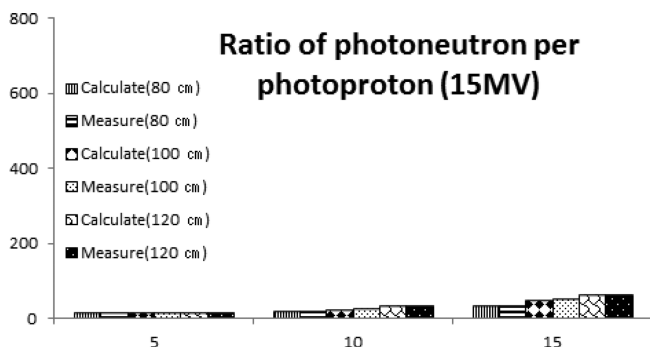 Ratio of photoneutron per
photoproton (15MV)
800
600
400
200
0
Calculate(80 ㎝)
Measure(80 ㎝)
Calculate(100 ㎝)
Measure(100 ㎝)
Calculate(120 ㎝)
Measure(120 ㎝)
5
10
15